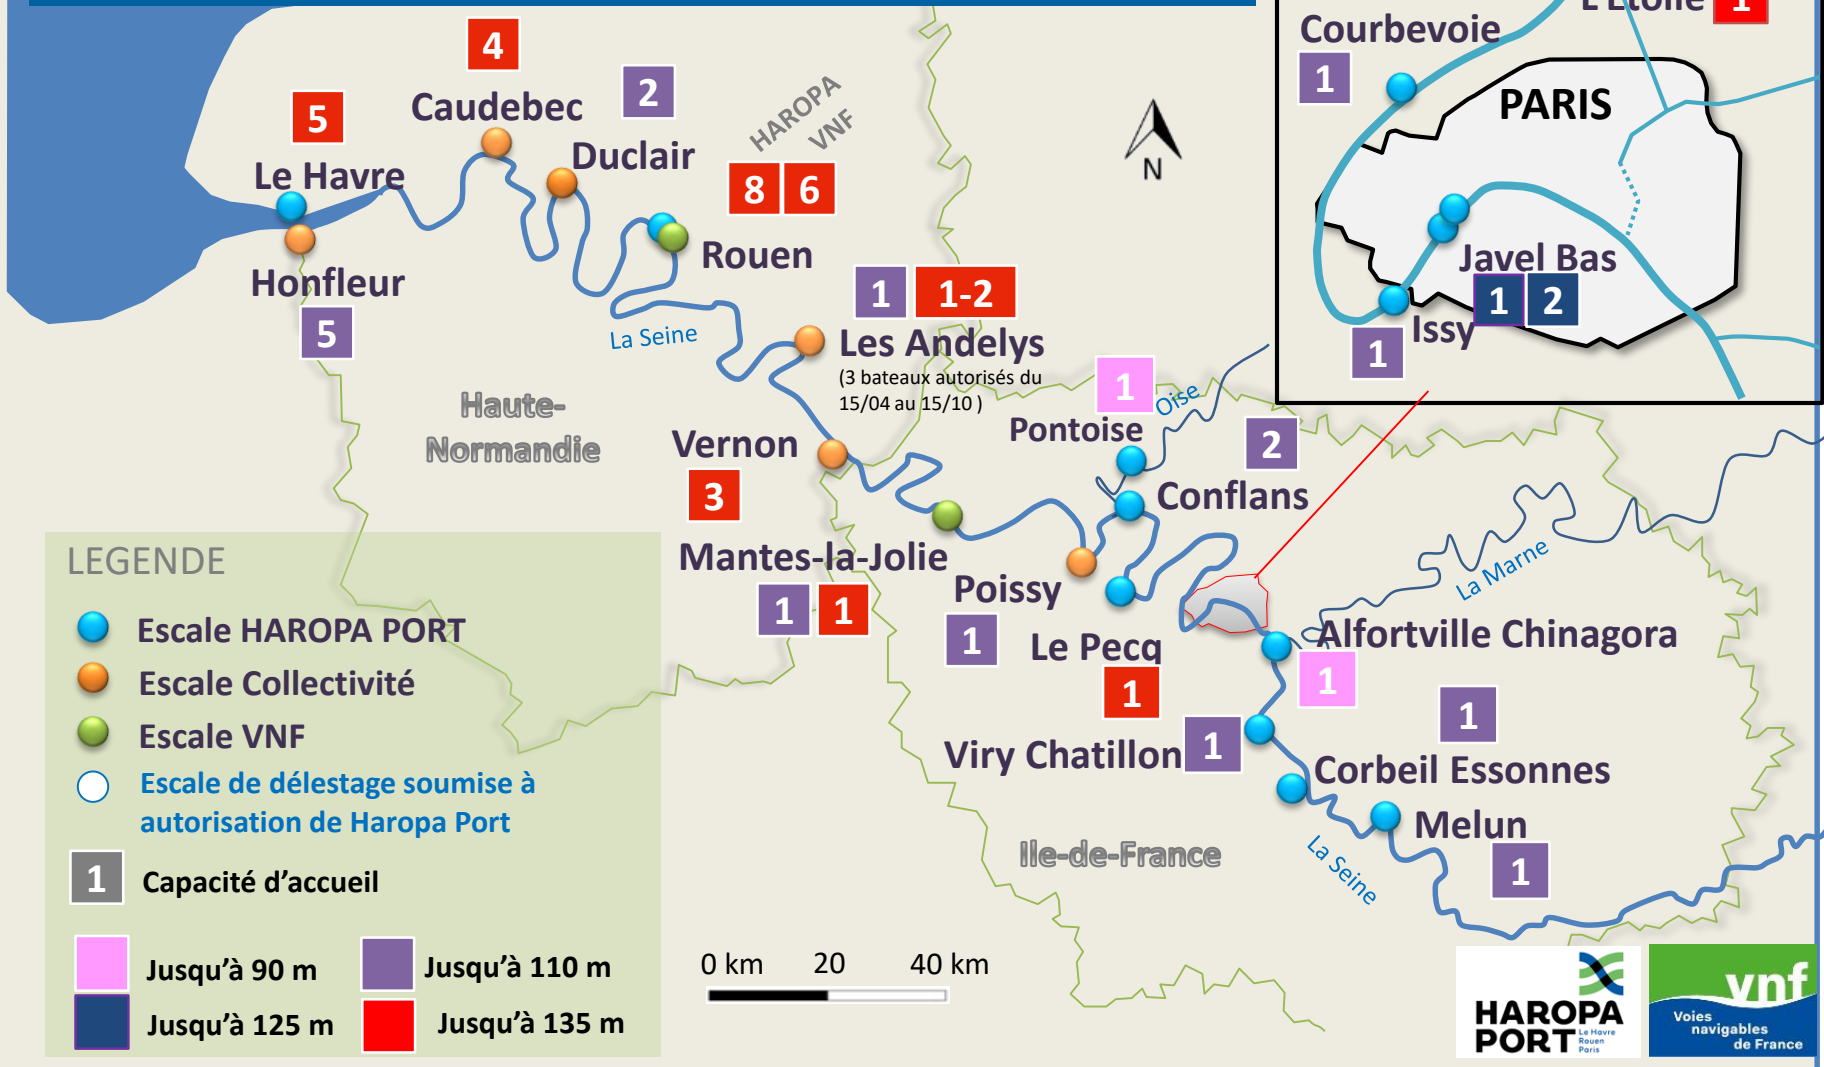 L'Etoile
1
Courbevoie
1
4
2
HAROPA
VNF
PARIS
5
Caudebec
Duclair
Le Havre
8 6
N
Rouen
Javel Bas
1 2
Honfleur
5
1 1-2
Issy
1
La Seine
Les Andelys
(3 bateaux autorisés du
15/04 au 15/10 )
1
Oise
Haute-
Normandie
Pontoise
2
Vernon
3
Conflans
Mantes-la-Jolie
1 1
Poissy
1
La Marne
Le Pecq
1
Alfortville Chinagora
1
Viry Chatillon 1
1
Corbeil Essonnes
Melun
1
La Seine
Ile-de-France
LEGENDE
Escale HAROPA PORT
Escale Collectivité
Escale VNF
Escale de délestage soumise à
autorisation de Haropa Port
1 Capacité d'accueil
Jusqu'à 90 m
Jusqu'à 110 m
Jusqu'à 125 m
Jusqu'à 135 m
0 km 20 40 km
HAROPA
PORT
Le Havre
Rouen
Paris
vnf
Voies
navigables
de France